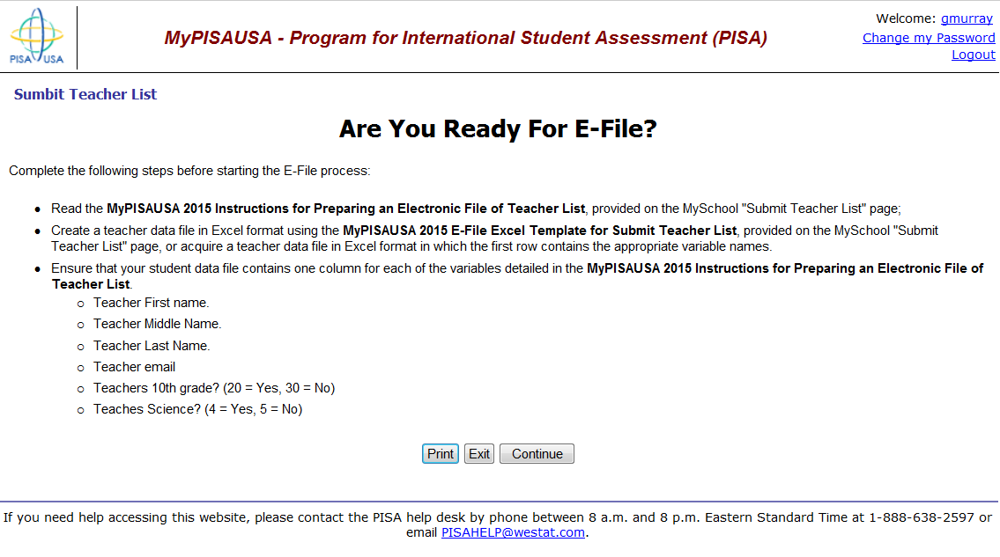 PISA USA
MyPISAUSA - Program for International Student Assessment (PISA)
Welcome: gmurray
Change my Password
Logout
Sumbit Teacher List
Are You Ready For E-File?
Complete the following steps before starting the E-File process:
• Read the MyPISAUSA 2015 Instructions for Preparing an Electronic File of Teacher List, provided on the MySchool "Submit Teacher List" page;
• Create a teacher data file in Excel format using the MyPISAUSA 2015 E-File Excel Template for Submit Teacher List, provided on the MySchool "Submit
Teacher List" page, or acquire a teacher data file in Excel format in which the first row contains the appropriate variable names.
• Ensure that your student data file contains one column for each of the variables detailed in the MyPISAUSA 2015 Instructions for Preparing an Electronic File of
Teacher List.
o Teacher First name.
o Teacher Middle Name.
o Teacher Last Name.
o Teacher email
o Teachers 10th grade? (20 = Yes, 30 = No)
o Teaches Science? (4 = Yes, 5 = No)
Print Exit Continue
If you need help accessing this website, please contact the PISA help desk by phone between 8 a.m. and 8 p.m. Eastern Standard Time at 1-888-638-2597 or
email PISAHELP@westat.com.